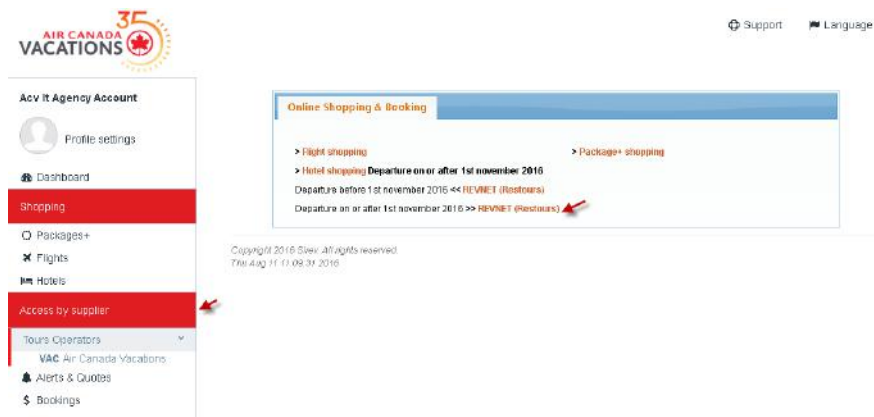 35
AIR CANADA
VACATIONS
Support
Language
Acv It Agency Account
Profile settings
Dashboard
Shopping
Packages+
Flights
Hotels
Access by supplier
Tours Operators
VAC Air Canada Vacations
Alerts & Quotes
$ Bookings
Online Shopping & Booking
> Flight shopping
> Package+ shopping
> Hotel shopping Departure on or after 1st november 2016
Departure before 1st november 2016 << REVNET (Restours)
Departure on or after 1st november 2016 >> REVNET (Restours)
Copyright 2016 Sirev. All rights reserved.
Thu Aug 11 11:09:31 2016